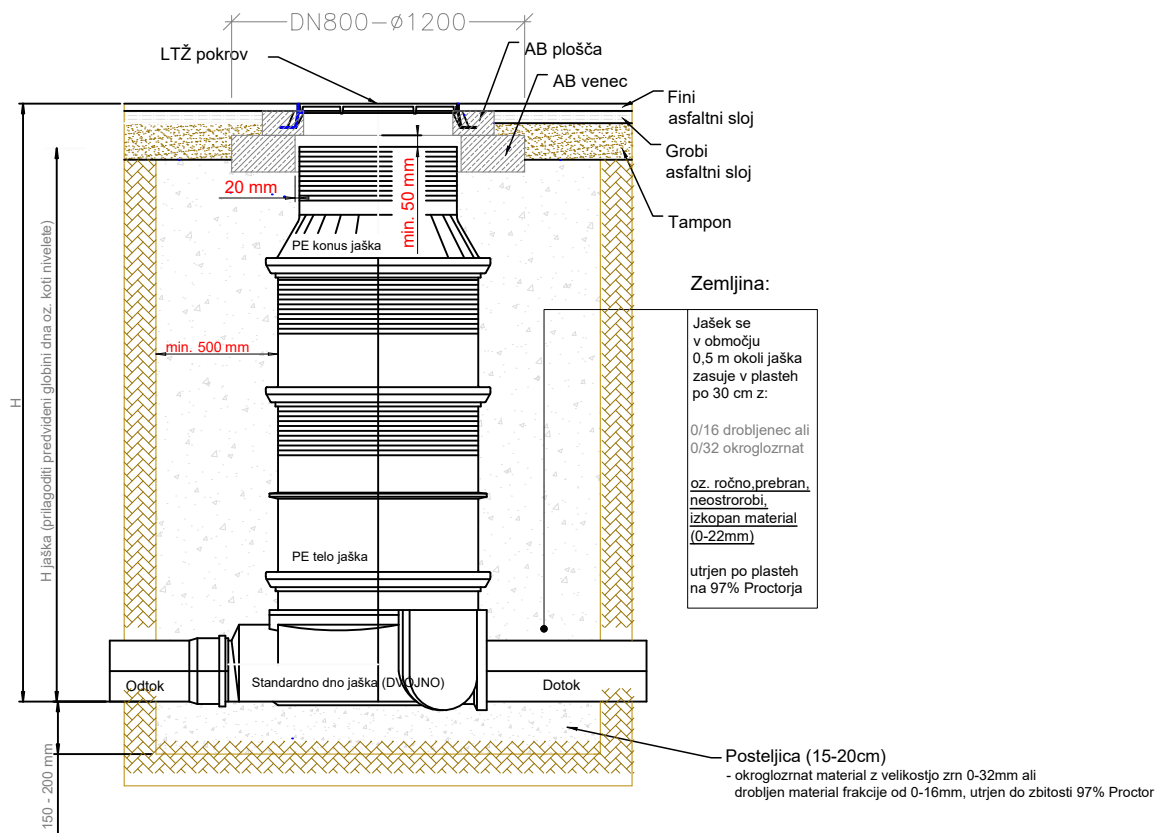 DN800-ø1200
LTŽ pokrov
AB plošča
AB venec
Fini
asfaltni sloj
Grobi
asfaltni sloj
Tampon
20 mm
min. 50 mm
PE konus jaška
min. 500 mm
H
H jaška (prilagoditi predvideni globini dna oz. koti nivelete)
Zemljina:
Jašek se
v območju
0,5 m okoli jaška
zasuje v plasteh
po 30 cm z:
0/16 drobljenec ali
0/32 okroglozrnat
oz. ročno,prebran,
neostrorobi,
izkopan material
(0-22mm)
utrjen po plasteh
na 97% Proctorja
PE telo jaška
Odtok
Standardno dno jaška (DVOJNO)
Dotok
150 - 200 mm
Posteljica (15-20cm)
- okroglozrnat material z velikostjo zrn 0-32mm ali
drobljen material frakcije od 0-16mm, utrjen do zbitosti 97% Proctor